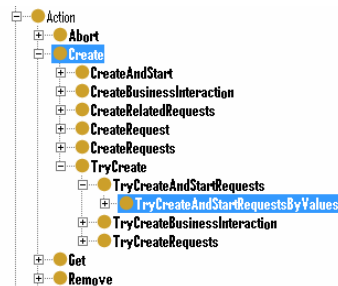 Action
Abort
Create
CreateAndStart
CreateBusinessInteraction
CreateRelatedRequests
CreateRequest
CreateRequests
TryCreate
TryCreateAndStartRequests
TryCreateAndStartRequestsByValues
TryCreateBusinessInteraction
TryCreateRequests
Get
Remove